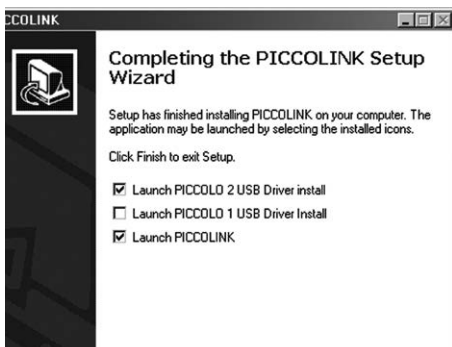 CCOLINK
Completing the PICCOLINK Setup
Wizard
Setup has finished installing PICCOLINK on your computer. The
application may be launched by selecting the installed icons.
Click Finish to exit Setup.
Launch PICCOLO 2 USB Driver install
Launch PICCOLO 1 USB Driver Install
Launch PICCOLINK